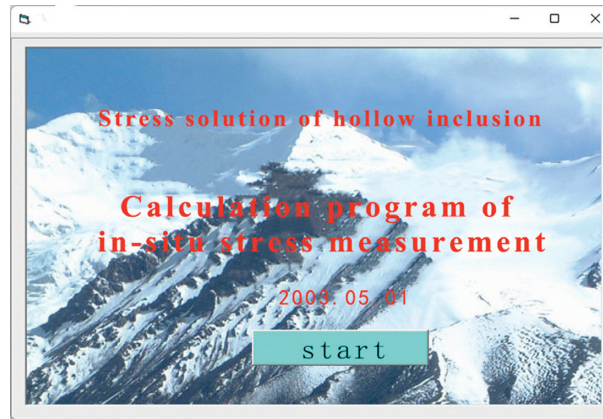 Stress solution of hollow inclusion
Calculation program of
in-situ stress measurement
2003.05.01
start